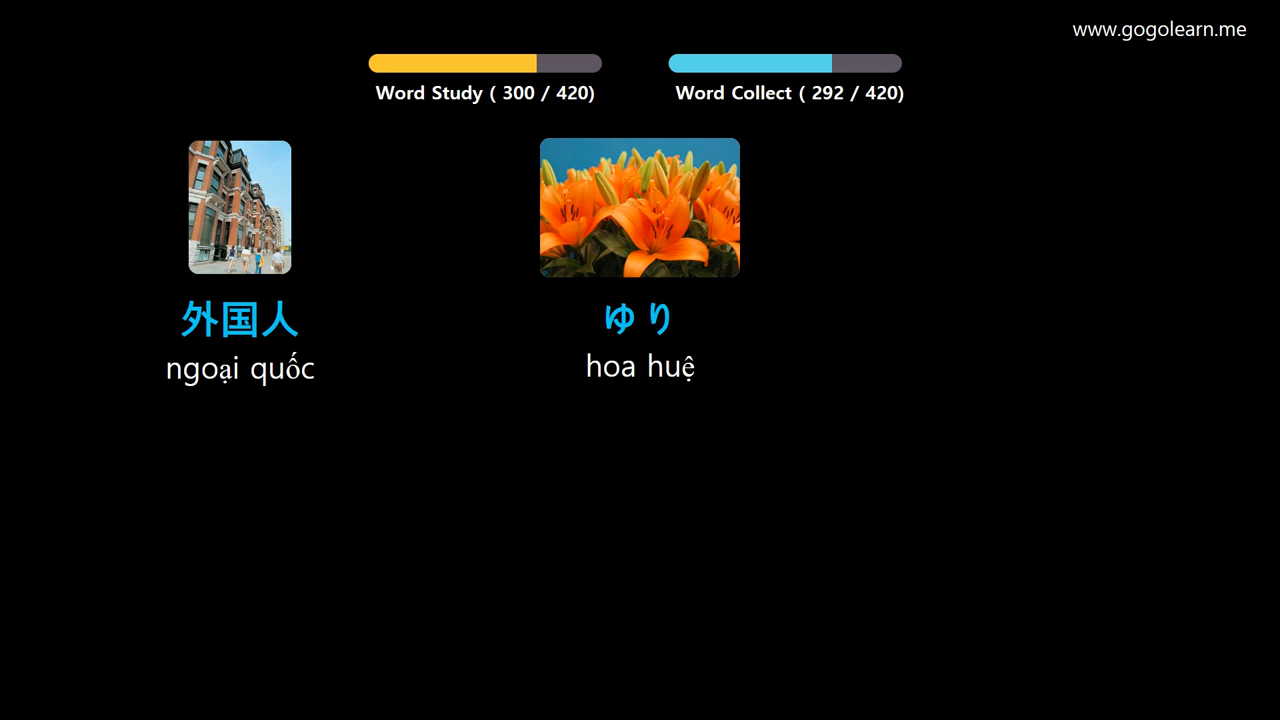 www.gogolearn.me
Word Study ( 300 / 420)
Word Collect ( 292 / 420)
外国人
ngoại quốc
ゆり
hoa huệ